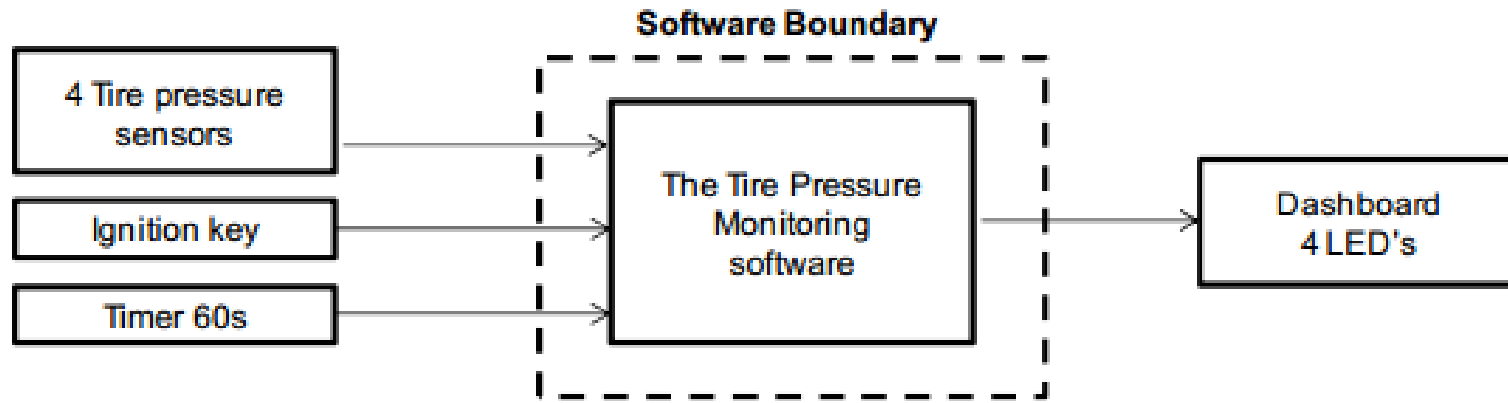 Software Boundary
4 Tire pressure
sensors
Ignition key
Timer 60s
The Tire Pressure
Monitoring
software
Dashboard
4 LED's